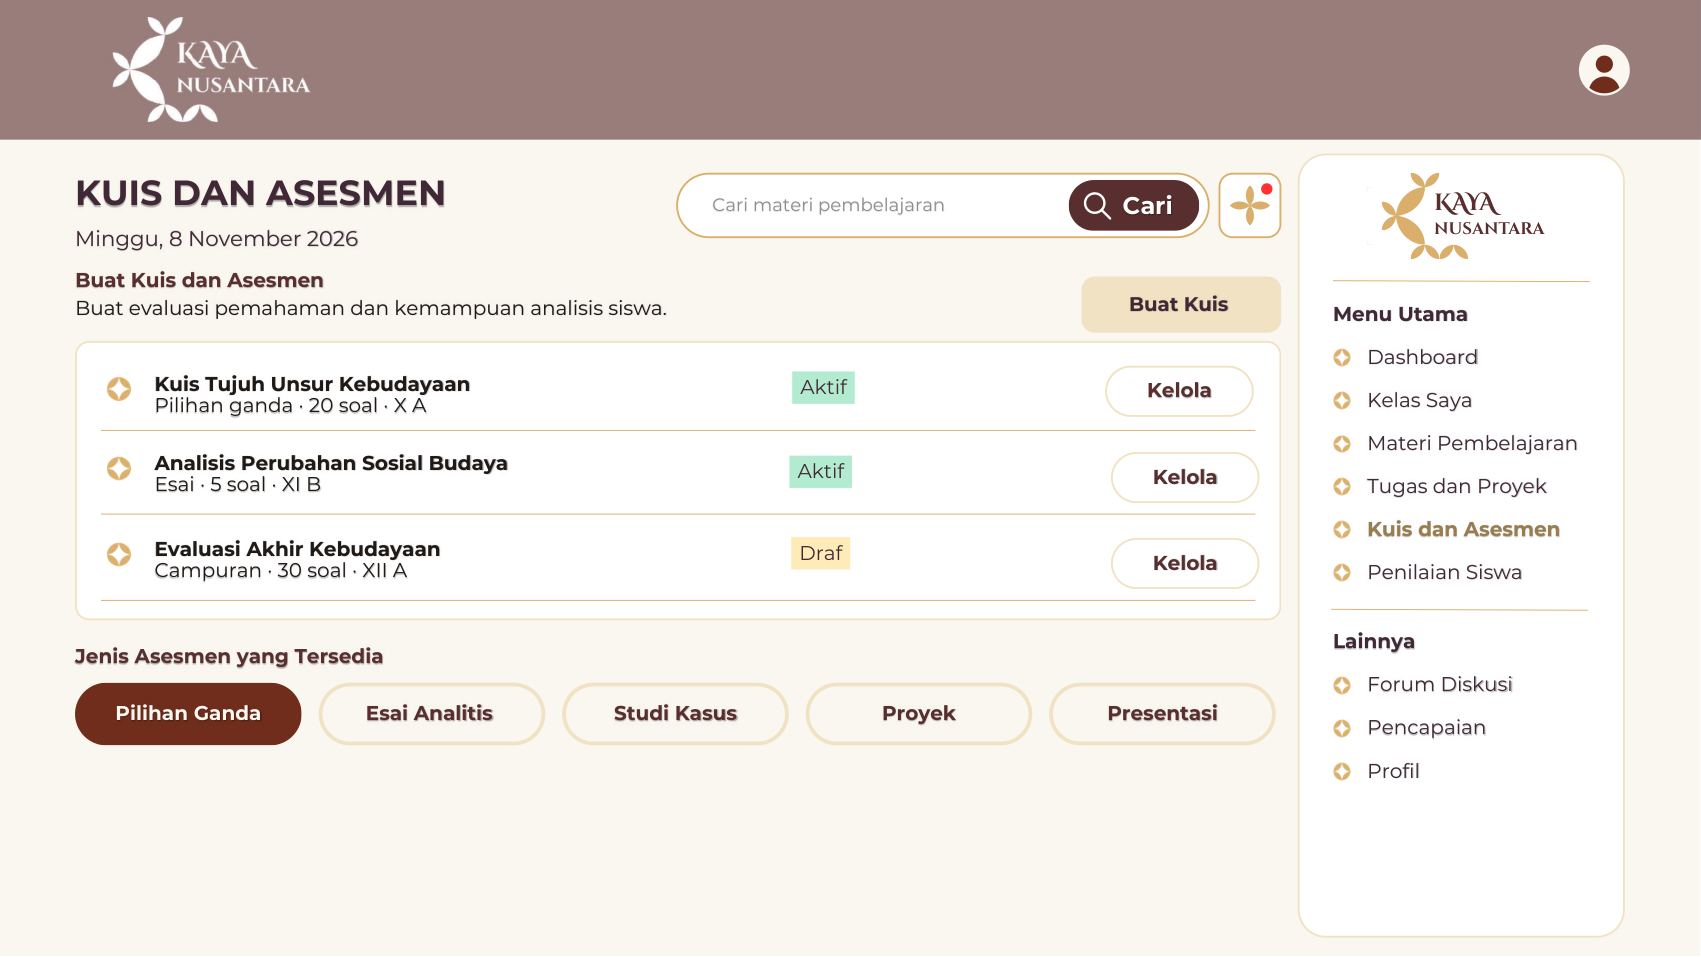 KAYA
NUSANTARA
KUIS DAN ASESMEN
Minggu, 8 November 2026
Cari materi pembelajaran
Cari
Buat Kuis dan Asesmen
Buat evaluasi pemahaman dan kemampuan analisis siswa.
Buat Kuis
Kuis Tujuh Unsur Kebudayaan
Pilihan ganda · 20 soal · X A
Aktif
Kelola
Analisis Perubahan Sosial Budaya
Esai · 5 soal · XI B
Aktif
Kelola
Evaluasi Akhir Kebudayaan
Campuran · 30 soal · XII A
Draf
Kelola
Jenis Asesmen yang Tersedia
Pilihan Ganda
Esai Analitis
Studi Kasus
Proyek
Presentasi
KAYA
NUSANTARA
Menu Utama
Dashboard
Kelas Saya
Materi Pembelajaran
Tugas dan Proyek
Kuis dan Asesmen
Penilaian Siswa
Lainnya
Forum Diskusi
Pencapaian
Profil